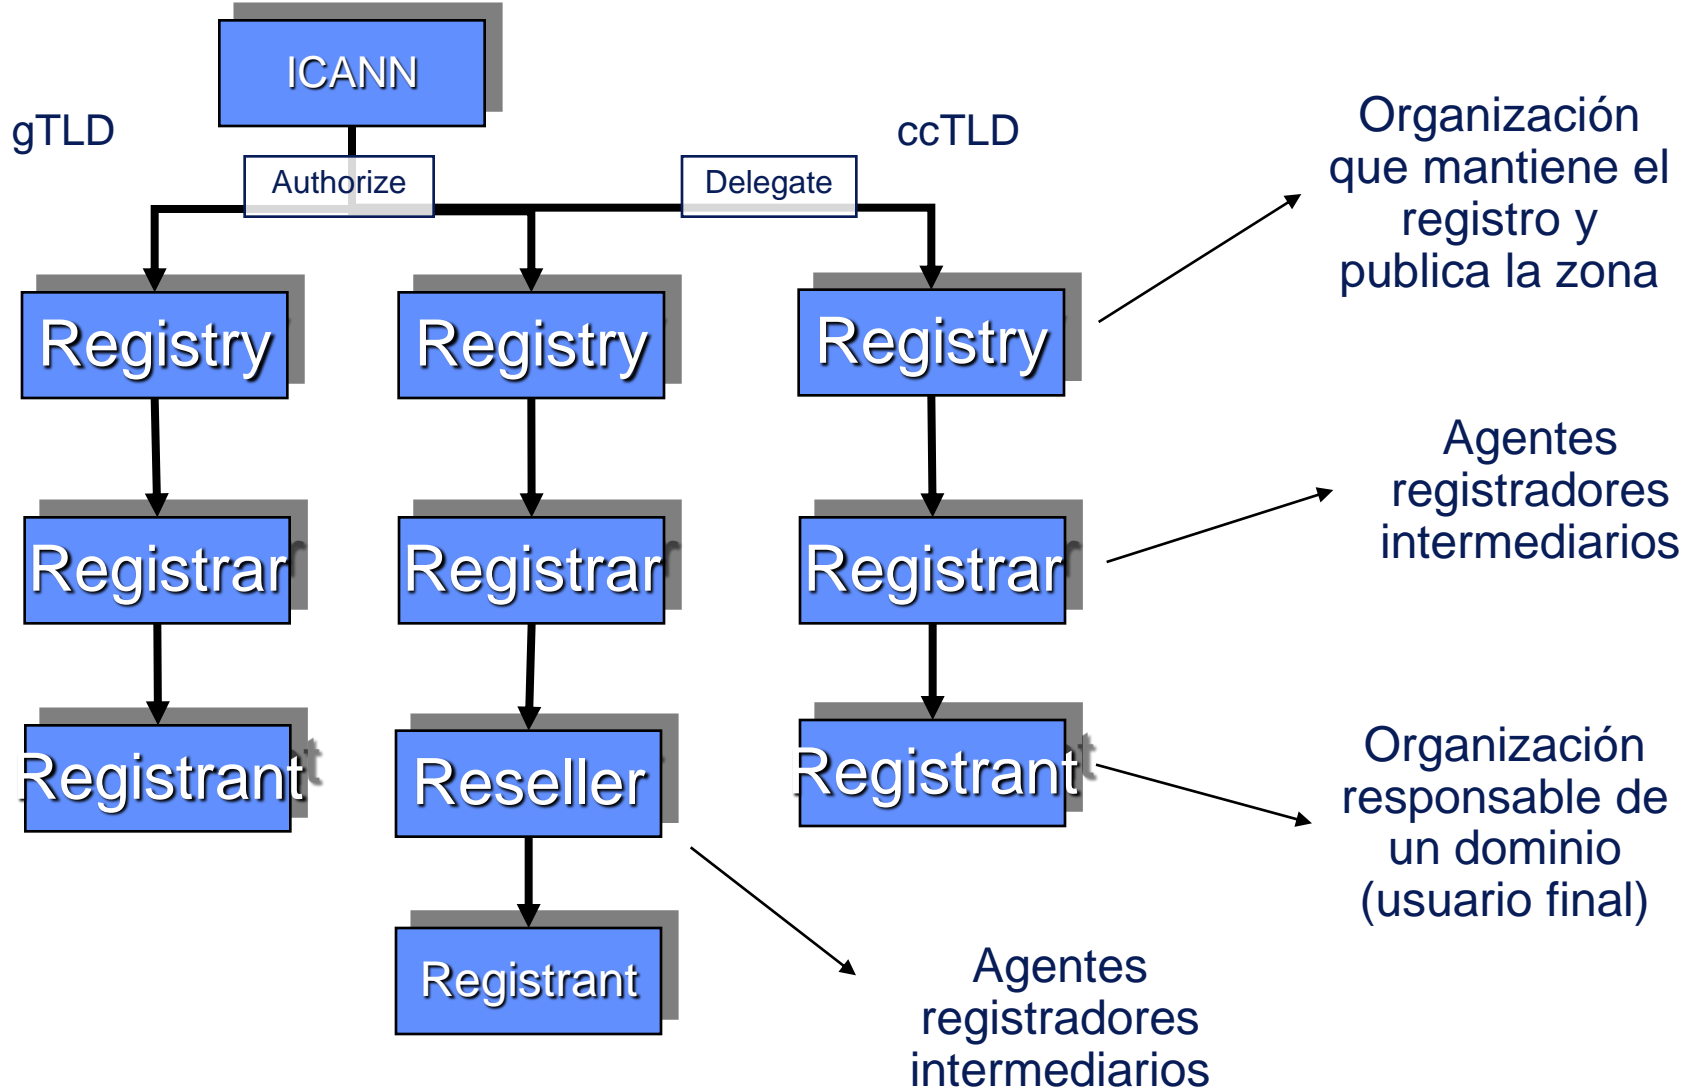 ICANN
gTLD
ccTLD
Authorize
Delegate
Organización
que mantiene el
registro y
publica la zona
Registry
Registry
Registry
Agentes
registradores
intermediarios
Registrar
Registrar
Registrar
Registrant
Reseller
Registrant
Organización
responsable de
un dominio
(usuario final)
Registrant
Agentes
registradores
intermediarios